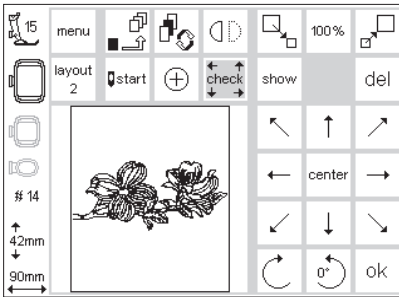 15
menu
100%
layout
2
start
check
show
del
center
# 14
42mm
90mm
0°
ok